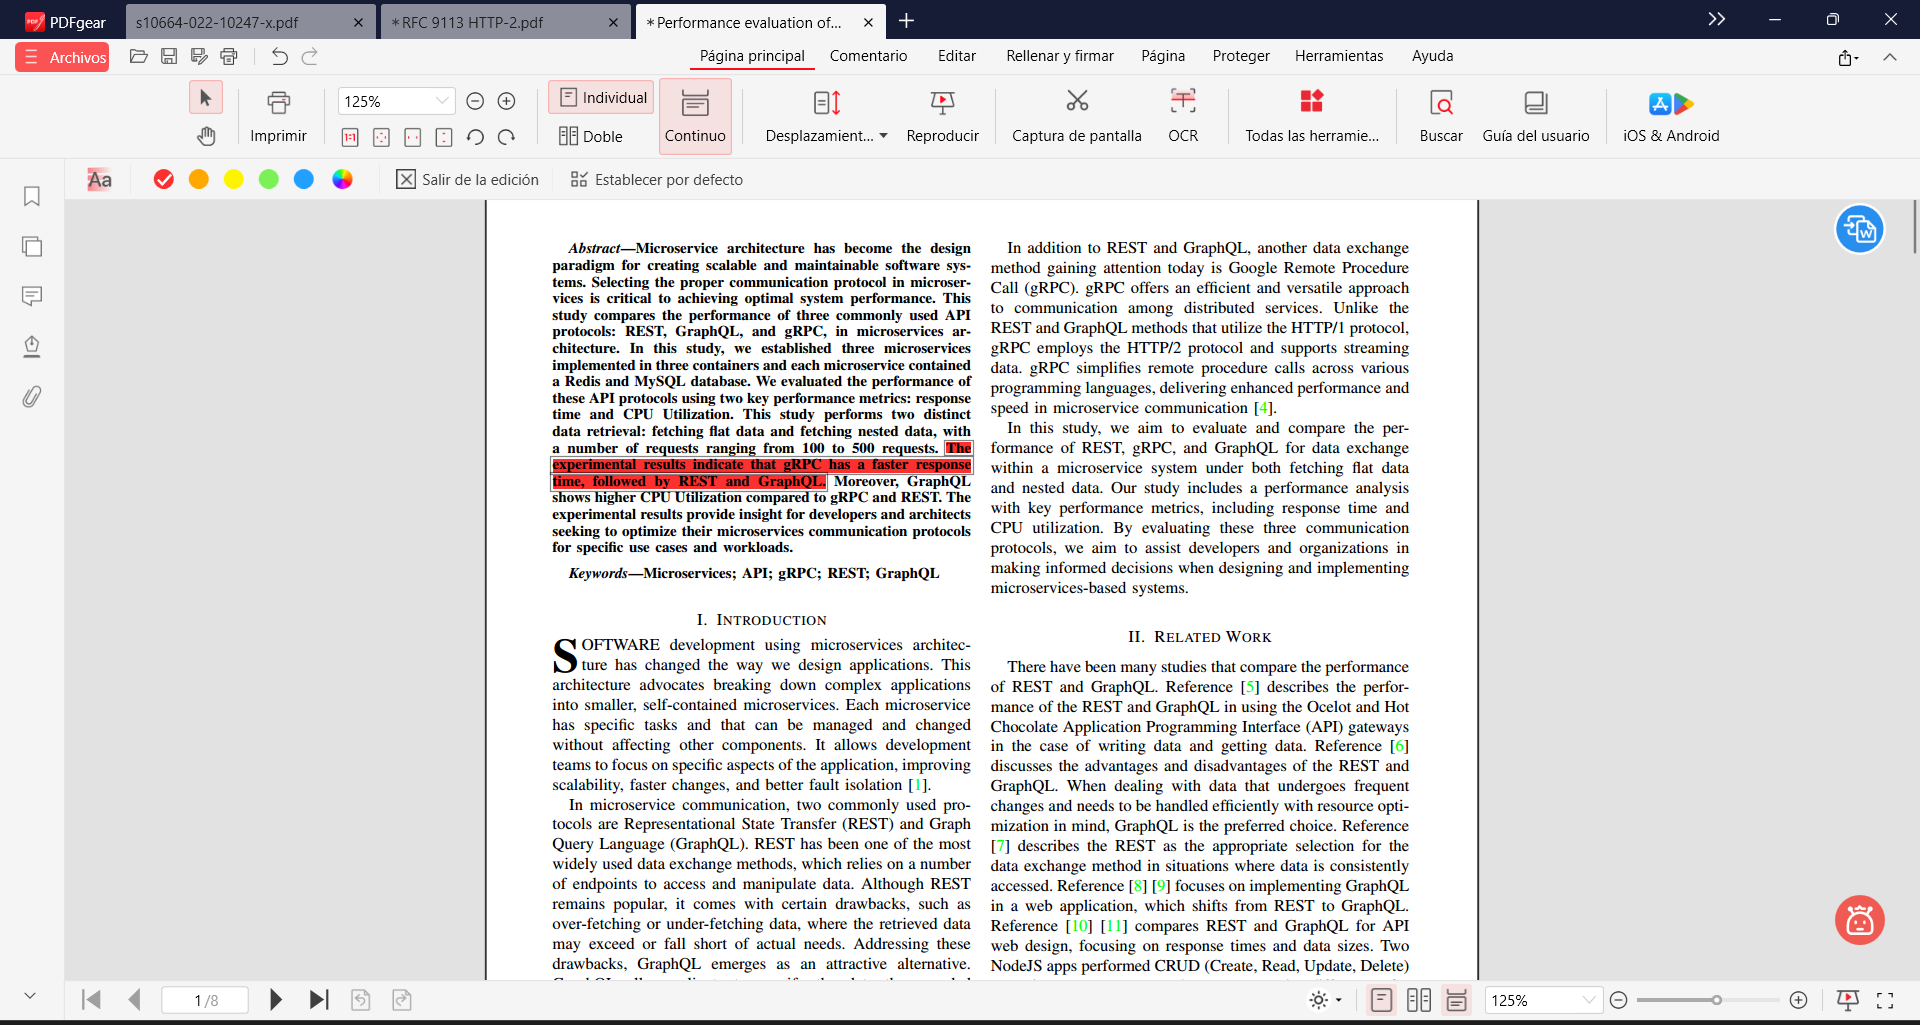 PDFgear
s10664-022-10247-x.pdf
*RFC 9113 HTTP-2.pdf
*Performance evaluation of...
Archivos
Página principal
Comentario
Editar
Rellenar y firmar
Página
Proteger
Herramientas
Ayuda
Imprimir
125%
1:1
Individual
Doble
Continuo
Desplazamient...
Reproducir
Captura de pantalla
OCR
Todas las herramie...
Buscar
Guía del usuario
iOS & Android
Aa
Salir de la edición
Establecer por defecto
Abstract—Microservice architecture has become the design
paradigm for creating scalable and maintainable software sys-
tems. Selecting the proper communication protocol in microser-
vices is critical to achieving optimal system performance. This
study compares the performance of three commonly used API
protocols: REST, GraphQL, and gRPC, in microservices ar-
chitecture. In this study, we established three microservices
implemented in three containers and each microservice contained
a Redis and MySQL database. We evaluated the performance of
these API protocols using two key performance metrics: response
time and CPU Utilization. This study performs two distinct
data retrieval: fetching flat data and fetching nested data, with
a number of requests ranging from 100 to 500 requests. The
experimental results indicate that gRPC has a faster response
time, followed by REST and GraphQL. Moreover, GraphQL
shows higher CPU Utilization compared to gRPC and REST. The
experimental results provide insight for developers and architects
seeking to optimize their microservices communication protocols
for specific use cases and workloads.
Keywords—Microservices; API; gRPC; REST; GraphQL
I. INTRODUCTION
SOFTWARE development using microservices architec-
ture has changed the way we design applications. This
architecture advocates breaking down complex applications
into smaller, self-contained microservices. Each microservice
has specific tasks and that can be managed and changed
without affecting other components. It allows development
teams to focus on specific aspects of the application, improving
scalability, faster changes, and better fault isolation [1].
In microservice communication, two commonly used pro-
tocols are Representational State Transfer (REST) and Graph
Query Language (GraphQL). REST has been one of the most
widely used data exchange methods, which relies on a number
of endpoints to access and manipulate data. Although REST
remains popular, it comes with certain drawbacks, such as
over-fetching or under-fetching data, where the retrieved data
may exceed or fall short of actual needs. Addressing these
drawbacks, GraphQL emerges as an attractive alternative.
In addition to REST and GraphQL, another data exchange
method gaining attention today is Google Remote Procedure
Call (gRPC). gRPC offers an efficient and versatile approach
to communication among distributed services. Unlike the
REST and GraphQL methods that utilize the HTTP/1 protocol,
gRPC employs the HTTP/2 protocol and supports streaming
data. gRPC simplifies remote procedure calls across various
programming languages, delivering enhanced performance and
speed in microservice communication [4].
In this study, we aim to evaluate and compare the per-
formance of REST, gRPC, and GraphQL for data exchange
within a microservice system under both fetching flat data
and nested data. Our study includes a performance analysis
with key performance metrics, including response time and
CPU utilization. By evaluating these three communication
protocols, we aim to assist developers and organizations in
making informed decisions when designing and implementing
microservices-based systems.
II. RELATED WORK
There have been many studies that compare the performance
of REST and GraphQL. Reference [5] describes the perfor-
mance of the REST and GraphQL in using the Ocelot and Hot
Chocolate Application Programming Interface (API) gateways
in the case of writing data and getting data. Reference [6]
discusses the advantages and disadvantages of the REST and
GraphQL. When dealing with data that undergoes frequent
changes and needs to be handled efficiently with resource opti-
mization in mind, GraphQL is the preferred choice. Reference
[7] describes the REST as the appropriate selection for the
data exchange method in situations where data is consistently
accessed. Reference [8] [9] focuses on implementing GraphQL
in a web application, which shifts from REST to GraphQL.
Reference [10] [11] compares REST and GraphQL for API
web design, focusing on response times and data sizes. Two
NodeJS apps performed CRUD (Create, Read, Update, Delete)
1/8
125%